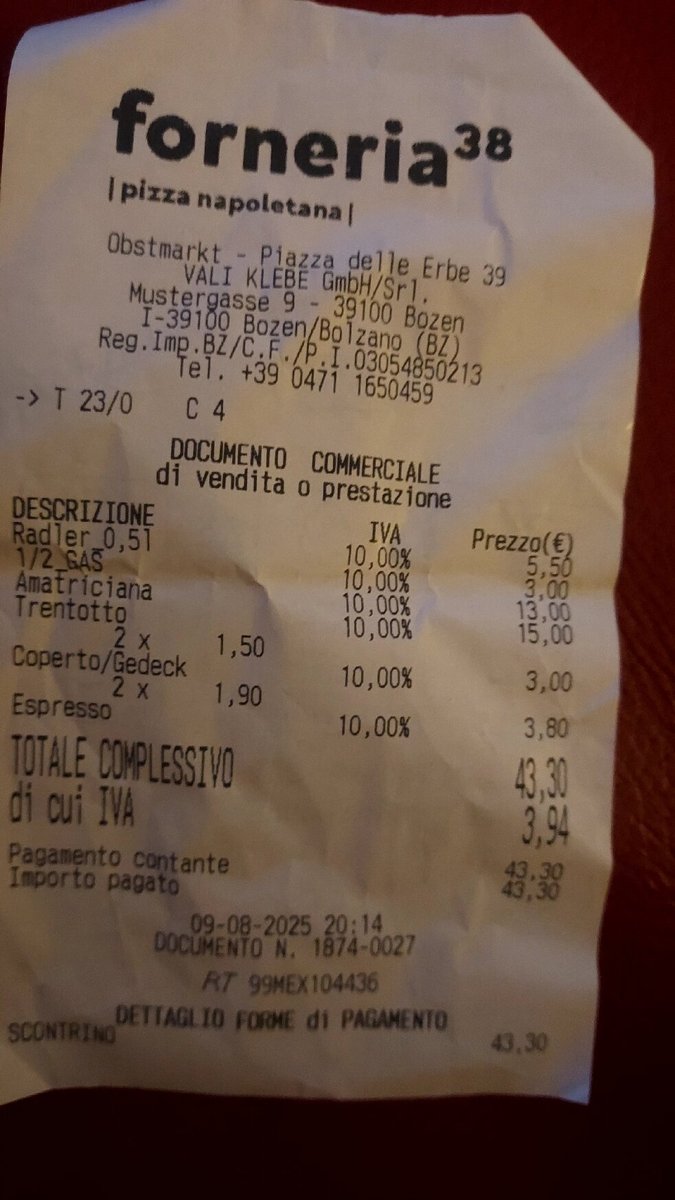 forneria³⁸
|pizza napoletana|
Obstmarkt - Piazza delle Erbe 39
VALI KLEBE GmbH/Srl.
Mustergasse 9 - 39100 Bozen
I-39100 Bozen/Bolzano (BZ)
Reg.Imp.BZ/C.F./P.I.03054850213
Tel. +39 0471 1650459
-> T 23/0 C 4
DOCUMENTO COMMERCIALE
di vendita o prestazione
DESCRIZIONE IVA Prezzo(€)
Radler 0,5l 10,00% 5,50
1/2 GAS 10,00% 3,00
Amatriciana 10,00% 13,00
Trentotto 10,00% 15,00
2 x 1,50
Coperto/Gedeck 10,00% 3,00
2 x 1,90
Espresso 10,00% 3,80
TOTALE COMPLESSIVO 43,30
di cui IVA 3,94
Pagamento contante 43,30
Importo pagato 43,30
09-08-2025 20:14
DOCUMENTO N. 1874-0027
RT 99MEX104436
DETTAGLIO FORME di PAGAMENTO
SCONTRINO 43,30